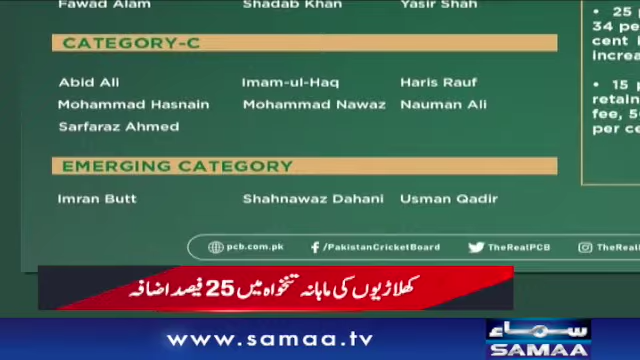 Fawad Alam Shadab Khan Yasir Shah
CATEGORY-C
Abid Ali Imam-ul-Haq Haris Rauf
Mohammad Hasnain Mohammad Nawaz Nauman Ali
Sarfaraz Ahmed
EMERGING CATEGORY
Imran Butt Shahnawaz Dahani Usman Qadir
• 25
34 pe
cent
increa
• 15
retain
fee, 5
per ce
pcb.com.pk /PakistanCricketBoard TheRealPCB TheReal
کھلاڑیوں کی ماہانہ تنخواہ میں 25 فیصد اضافہ
www.samaa.tv
سماء
SAMAA